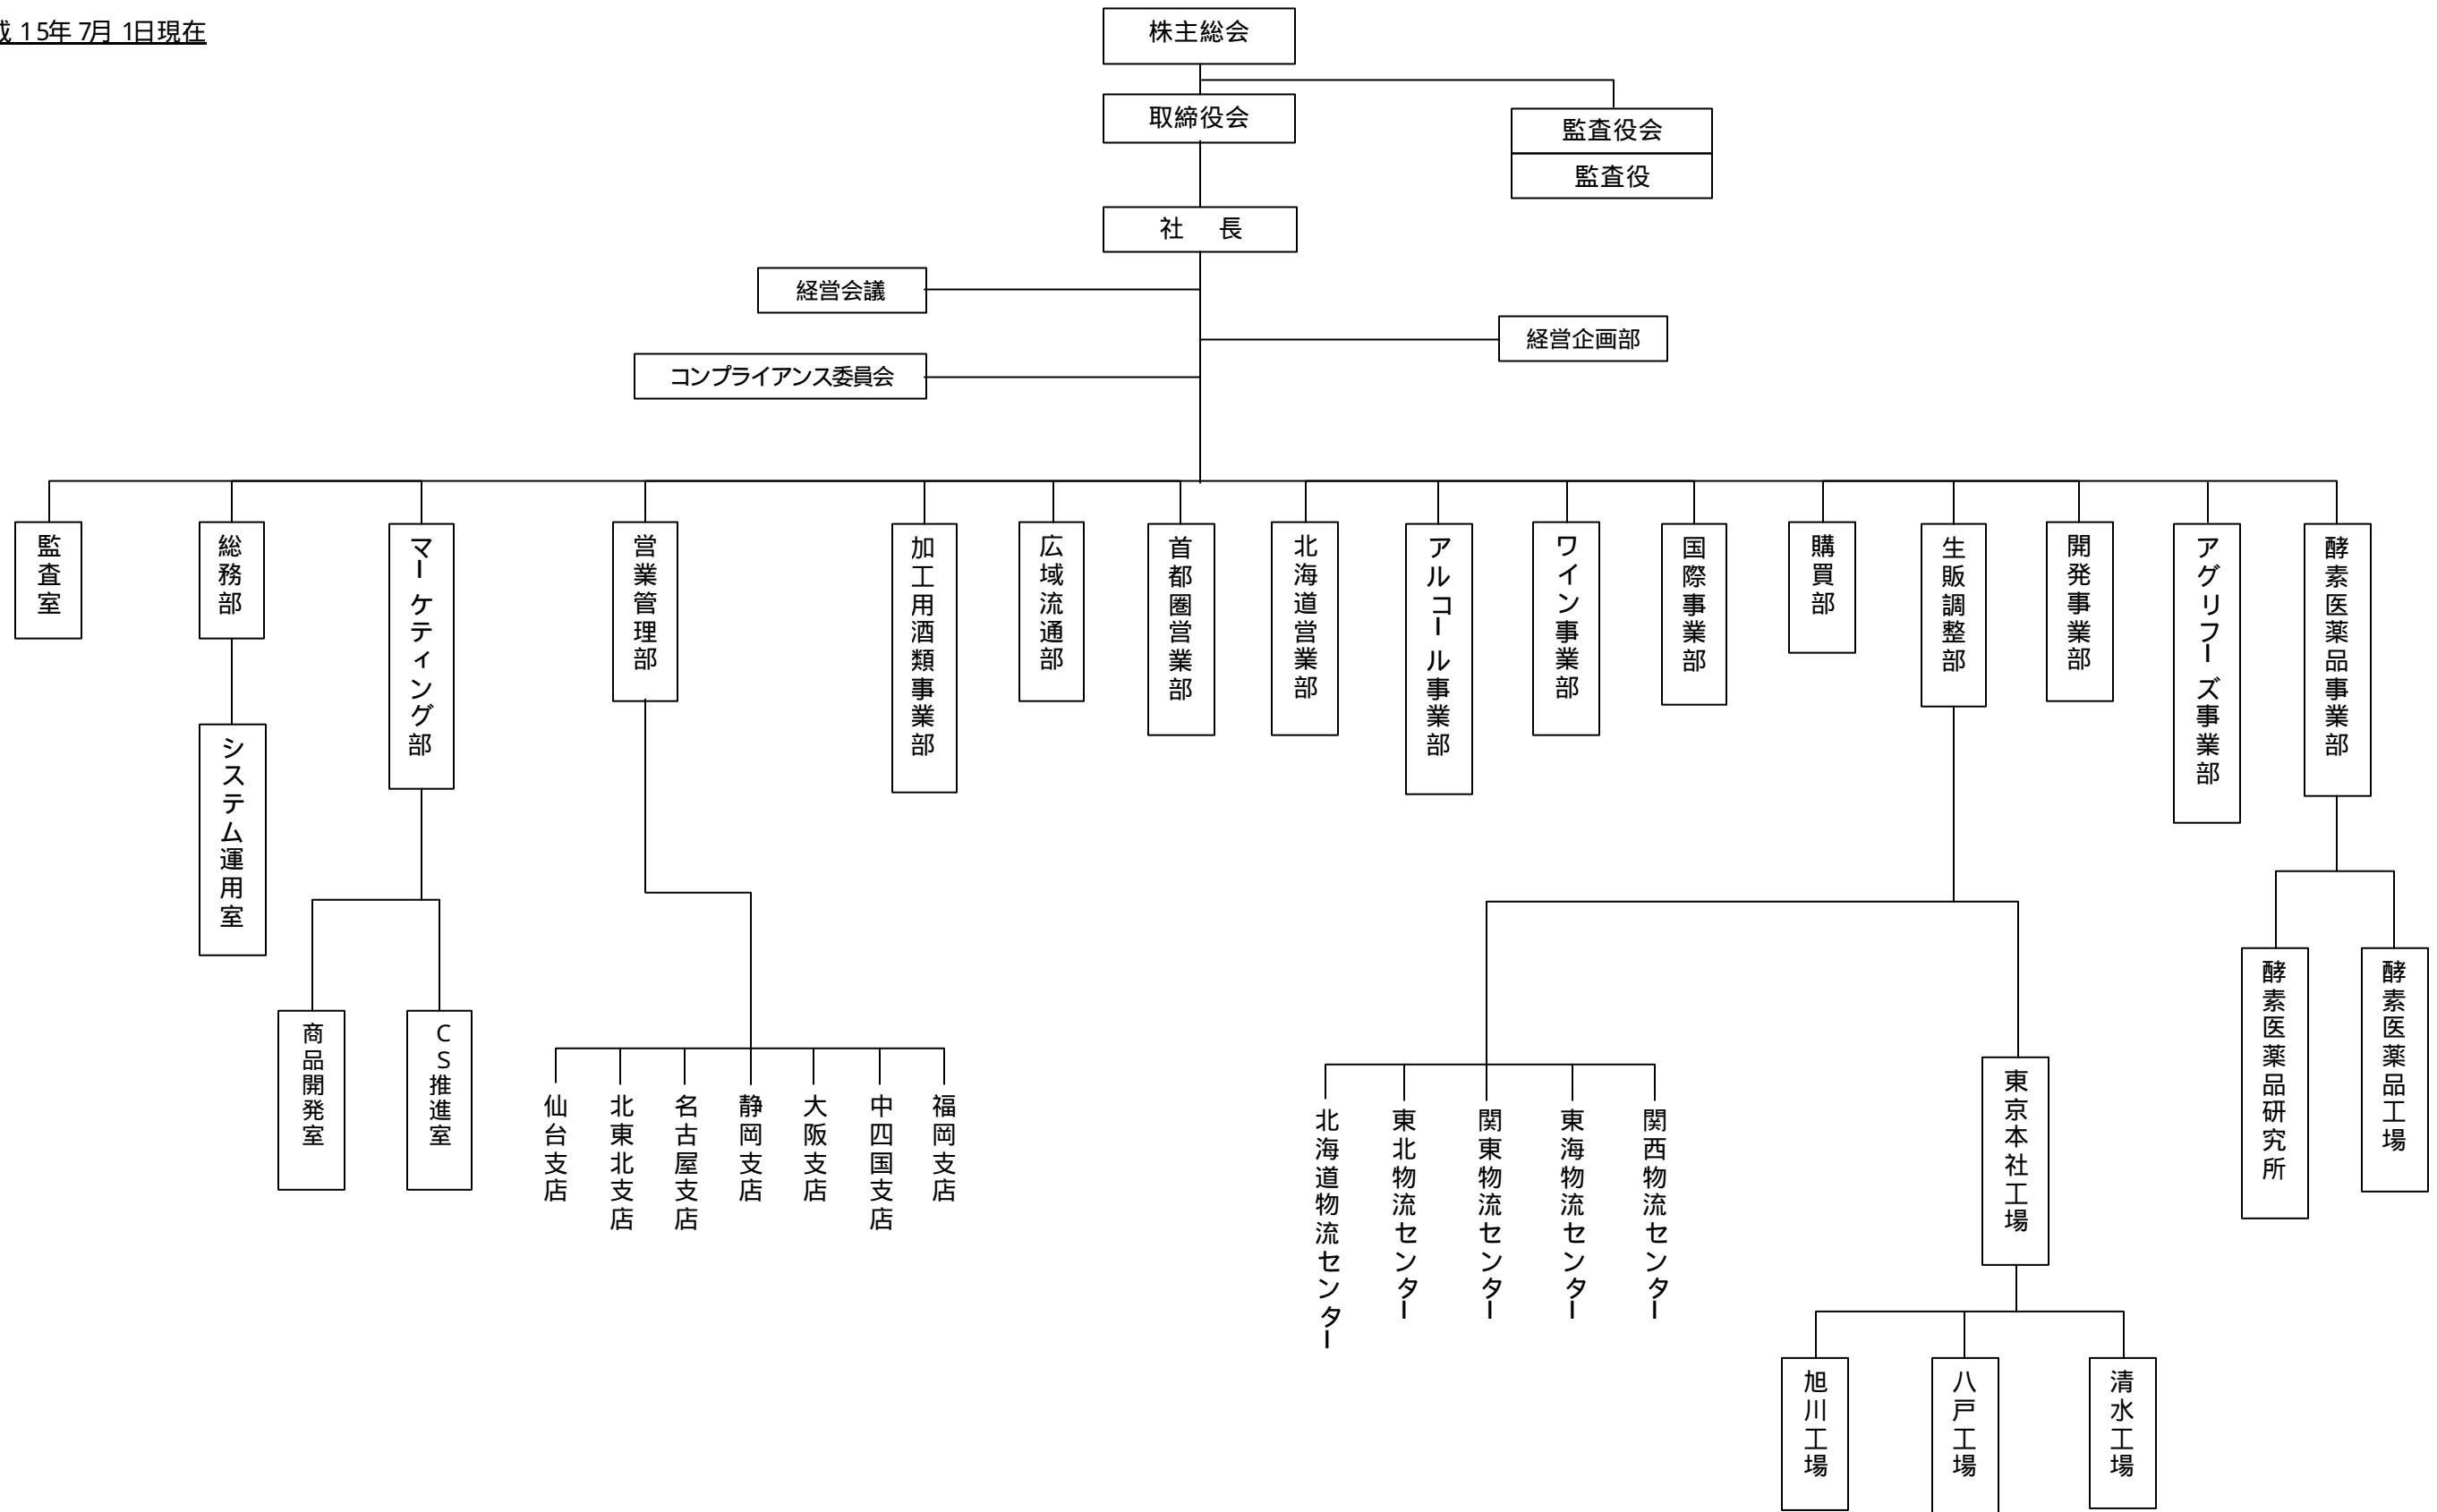 成 15年 7月 1日現在
株主総会
取締役会
監査役会
監査役
社 長
経営会議
経営企画部
コンプライアンス委員会
監査室
総務部
マーケティング部
営業管理部
加工用酒類事業部
広域流通部
首都圏営業部
北海道営業部
アルコール事業部
ワイン事業部
国際事業部
購買部
生販調整部
開発事業部
アグリフーズ事業部
酵素医薬品事業部
システム運用室
商品開発室
CS推進室
仙台支店
北東北支店
名古屋支店
静岡支店
大阪支店
中四国支店
福岡支店
北海道物流センター
東北物流センター
関東物流センター
東海物流センター
関西物流センター
東京本社工場
酵素医薬品研究所
酵素医薬品工場
旭川工場
八戸工場
清水工場